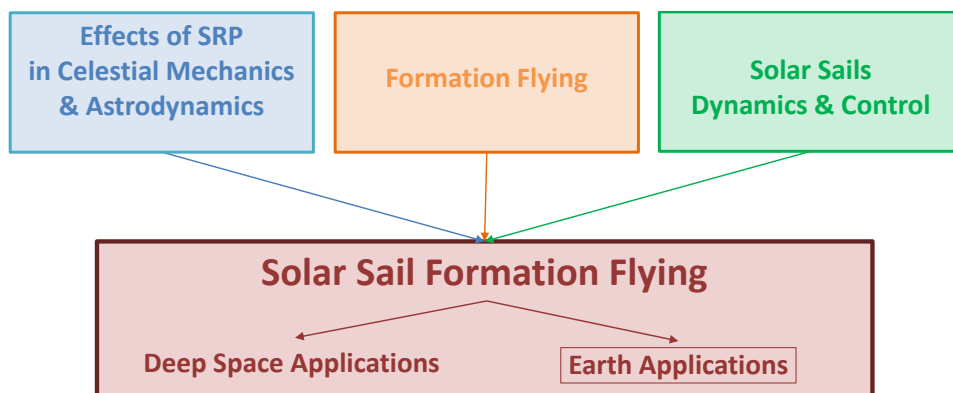 Effects of SRP
in Celestial Mechanics
& Astrodynamics
Formation Flying
Solar Sails
Dynamics & Control
Solar Sail Formation Flying
Deep Space Applications
Earth Applications